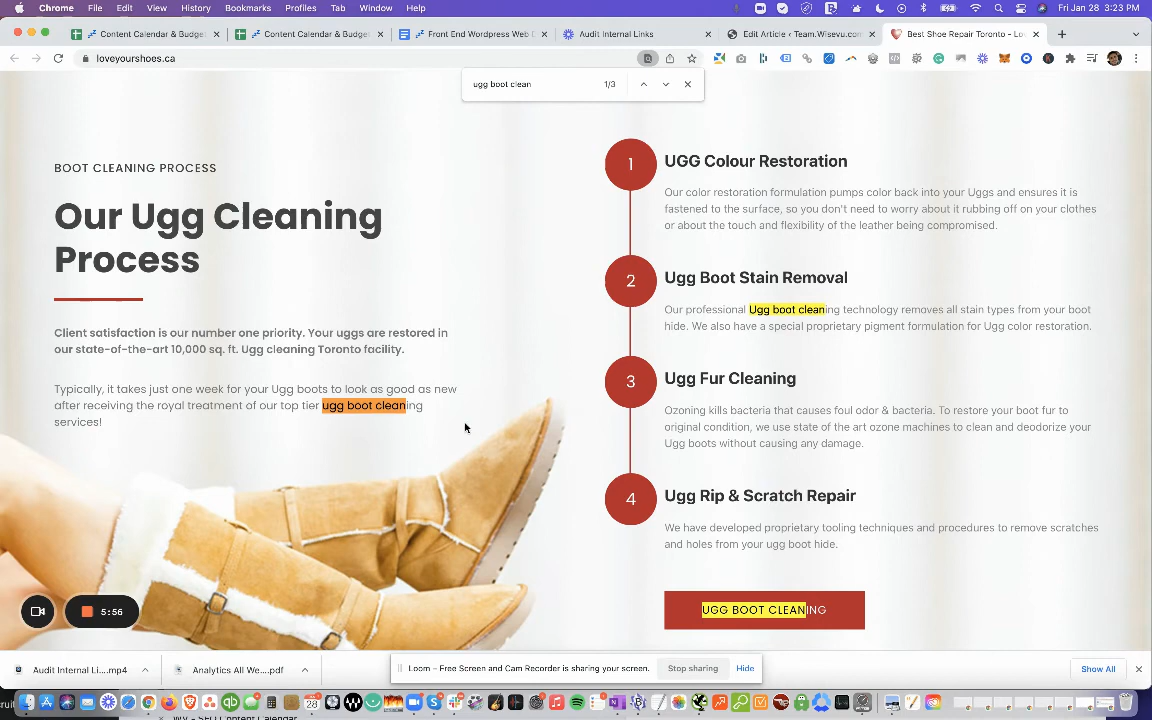 Chrome File Edit View History Bookmarks Profiles Tab Window Help
Fri Jan 28 3:23 PM
Content Calendar & Budge
Content Calendar & Budge
Front End Wordpress Web D
Audit Internal Links
Edit Article ‹ Team.Wisevu.com
Best Shoe Repair Toronto - Lo
loveyourshoes.ca
ugg boot clean 1/3
BOOT CLEANING PROCESS
Our Ugg Cleaning
Process
Client satisfaction is our number one priority. Your uggs are restored in
our state-of-the-art 10,000 sq. ft. Ugg cleaning Toronto facility.
Typically, it takes just one week for your Ugg boots to look as good as new
after receiving the royal treatment of our top tier ugg boot cleaning
services!
1
UGG Colour Restoration
Our color restoration formulation pumps color back into your Uggs and ensures it is
fastened to the surface, so you don't need to worry about it rubbing off on your clothes
or about the touch and flexibility of the leather being compromised.
2
Ugg Boot Stain Removal
Our professional Ugg boot cleaning technology removes all stain types from your boot
hide. We also have a special proprietary pigment formulation for Ugg color restoration.
3
Ugg Fur Cleaning
Ozoning kills bacteria that causes foul odor & bacteria. To restore your boot fur to
original condition, we use state of the art ozone machines to clean and deodorize your
Ugg boots without causing any damage.
4
Ugg Rip & Scratch Repair
We have developed proprietary tooling techniques and procedures to remove scratches
and holes from your ugg boot hide.
UGG BOOT CLEANING
5:56
Audit Internal Li....mp4
Analytics All We....pdf
Loom – Free Screen and Cam Recorder is sharing your screen.
Stop sharing
Hide
Show All